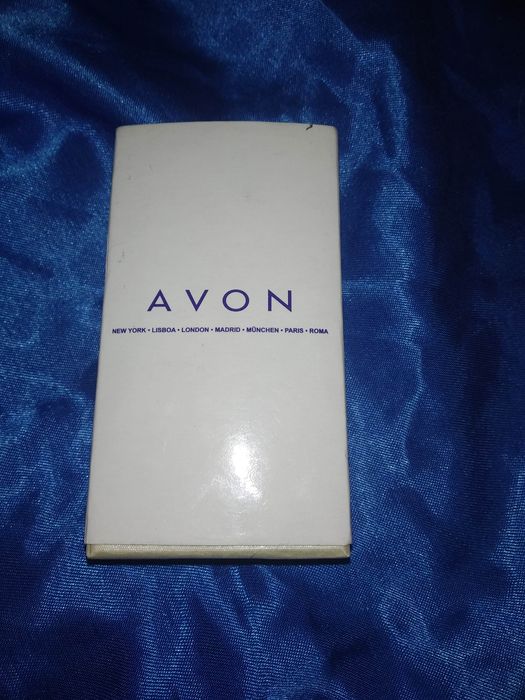 AVON
NEW YORK • LISBOA • LONDON • MADRID • MÜNCHEN • PARIS • ROMA